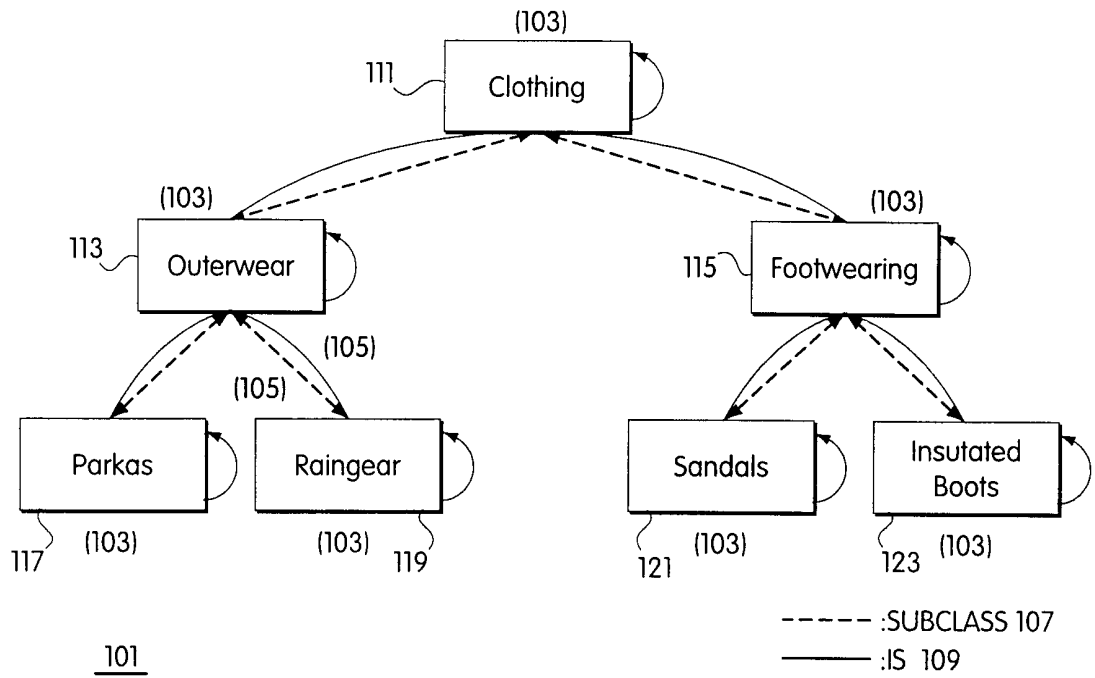 (103)
111
Clothing
(103)
(103)
113
Outerwear
115
Footwearing
(105)
(105)
Parkas
Raingear
Sandals
Insutated
Boots
117
(103)
(103)
119
121
(103)
123
(103)
:SUBCLASS 107
:IS 109
101